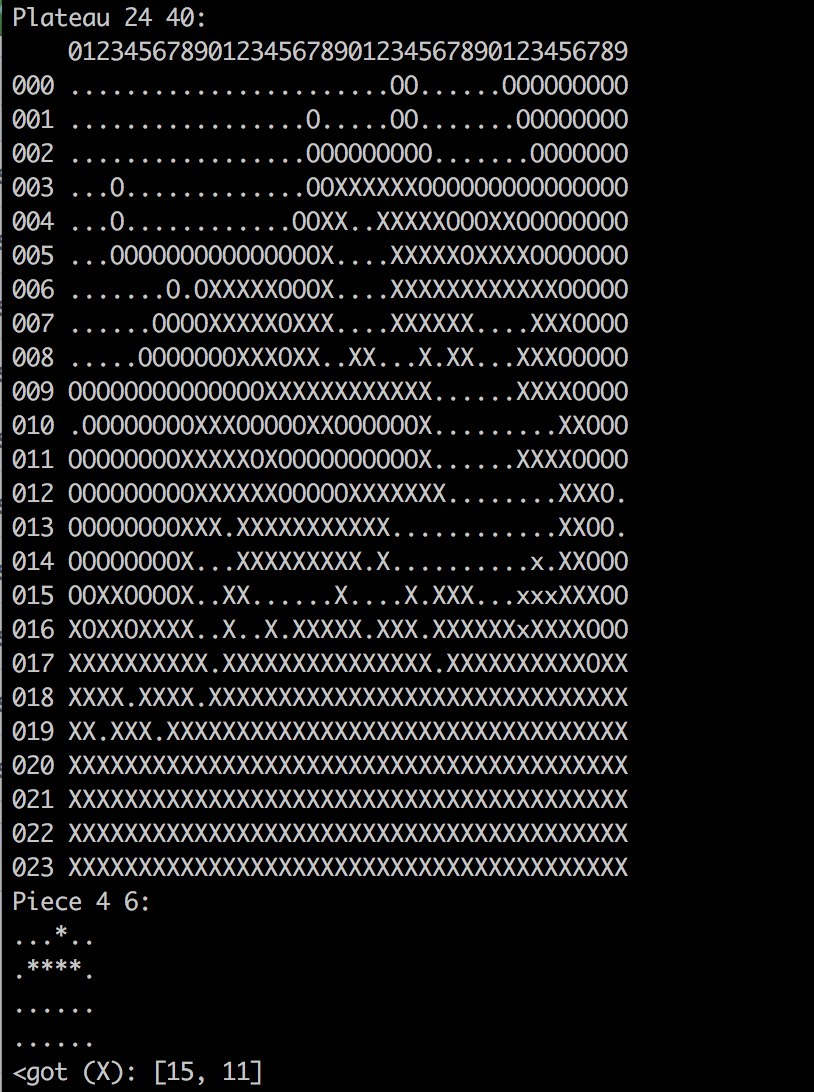 Plateau 24 40:
    0123456789012345678901234567890123456789
000 .......................OO......OOOOOOOOO
001 .................O.....OO.......OOOOOOOO
002 .................OOOOOOOOO.......OOOOOOO
003 ...O.............OOXXXXXXOOOOOOOOOOOOOOO
004 ...O............OOXX..XXXXXOOOXXOOOOOOOO
005 ...OOOOOOOOOOOOOOOX....XXXXXOXXXXOOOOOOO
006 .......O.OXXXXXOOOX....XXXXXXXXXXXXOOOOO
007 ......OOOOXXXXXOXXX....XXXXXX....XXXOOOO
008 .....OOOOOOOXXXOXX..XX...X.XX...XXXOOOOO
009 OOOOOOOOOOOOOOXXXXXXXXXXXX......XXXXOOOO
010 .OOOOOOOOXXXOOOOOXXOOOOOOX.........XXOOO
011 OOOOOOOOXXXXXOXOOOOOOOOOOX......XXXXOOOO
012 OOOOOOOOOXXXXXXOOOOOXXXXXXX........XXXO.
013 OOOOOOOOXXX.XXXXXXXXXXX............XXOO.
014 OOOOOOOOX...XXXXXXXXX.X..........x.XXOOO
015 OOXXOOOOX..XX......X....X.XXX...xxxXXXOO
016 XOXXOXXXX..X..X.XXXXX.XXX.XXXXXXxXXXXOOO
017 XXXXXXXXXX.XXXXXXXXXXXXXXX.XXXXXXXXXXOXX
018 XXXX.XXXX.XXXXXXXXXXXXXXXXXXXXXXXXXXXXXX
019 XX.XXX.XXXXXXXXXXXXXXXXXXXXXXXXXXXXXXXXX
020 XXXXXXXXXXXXXXXXXXXXXXXXXXXXXXXXXXXXXXXX
021 XXXXXXXXXXXXXXXXXXXXXXXXXXXXXXXXXXXXXXXX
022 XXXXXXXXXXXXXXXXXXXXXXXXXXXXXXXXXXXXXXXX
023 XXXXXXXXXXXXXXXXXXXXXXXXXXXXXXXXXXXXXXXX
Piece 4 6:
...*..
.****.
......
......
<got (X): [15, 11]